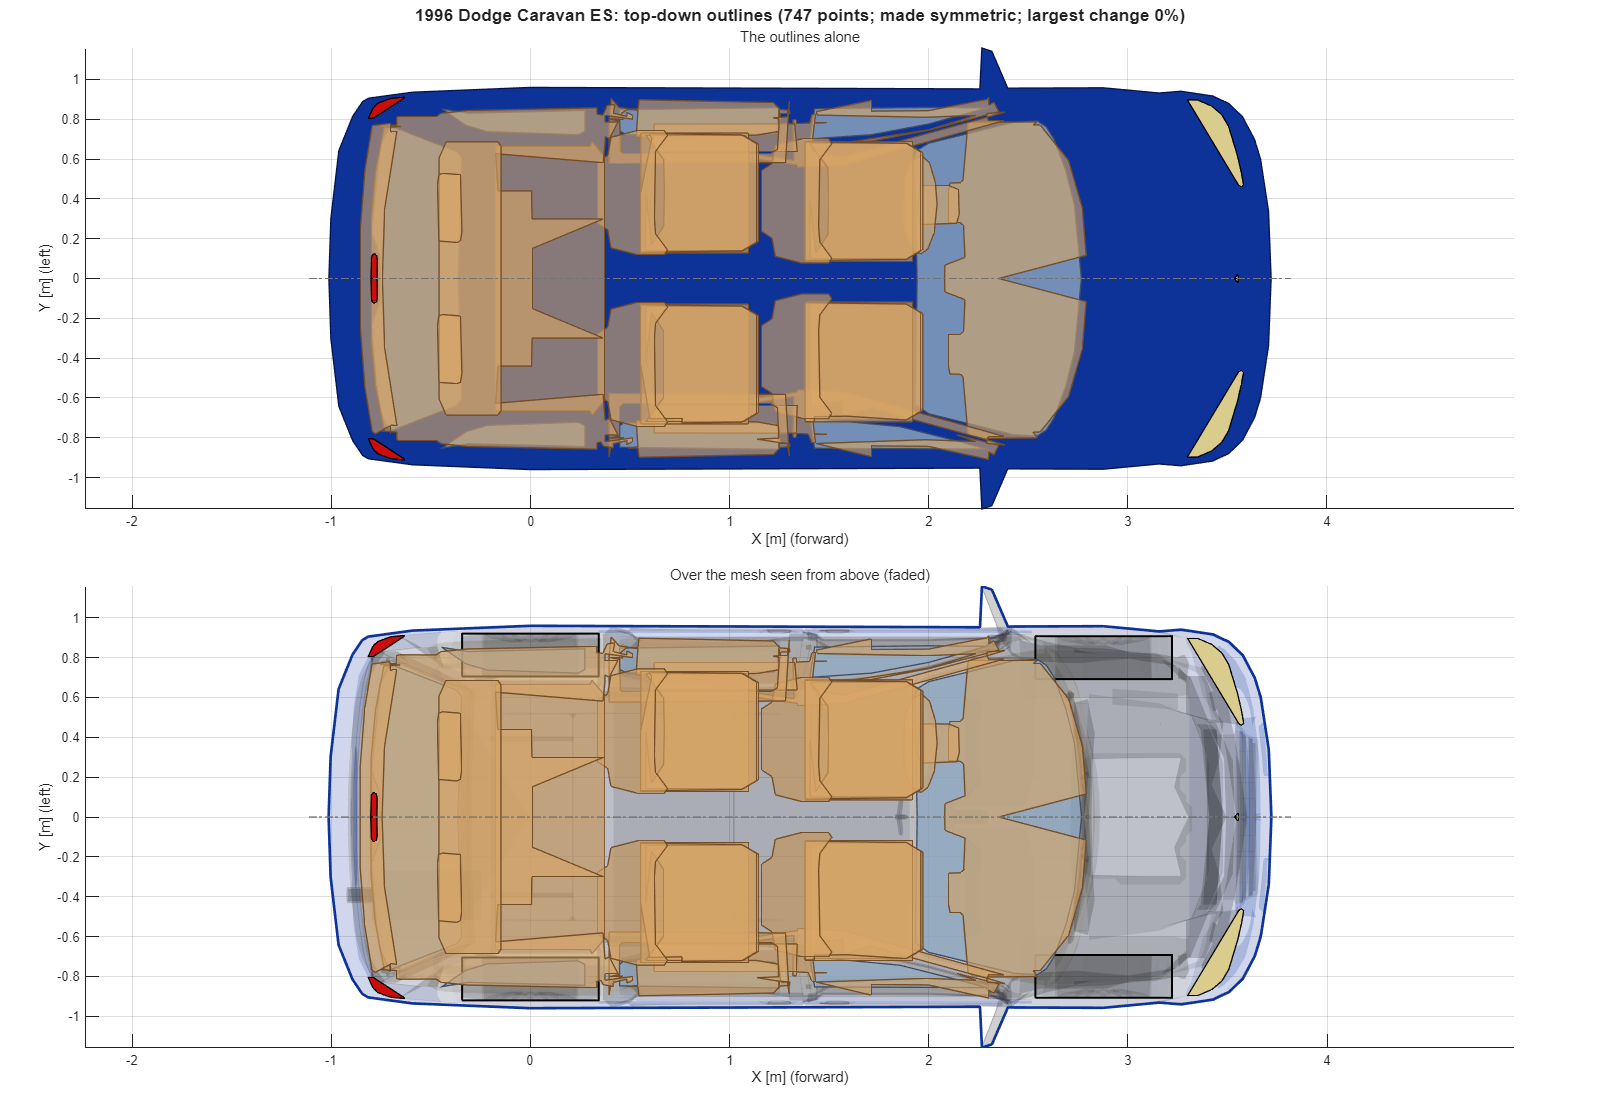 1996 Dodge Caravan ES: top-down outlines (747 points; made symmetric; largest change 0%)
The outlines alone
1
0.8
0.6
0.4
0.2
0
-0.2
-0.4
-0.6
-0.8
-1
Y [m] (left)
-2 -1 0 1 2 3 4
X [m] (forward)
Over the mesh seen from above (faded)
1
0.8
0.6
0.4
0.2
0
-0.2
-0.4
-0.6
-0.8
-1
Y [m] (left)
-2 -1 0 1 2 3 4
X [m] (forward)